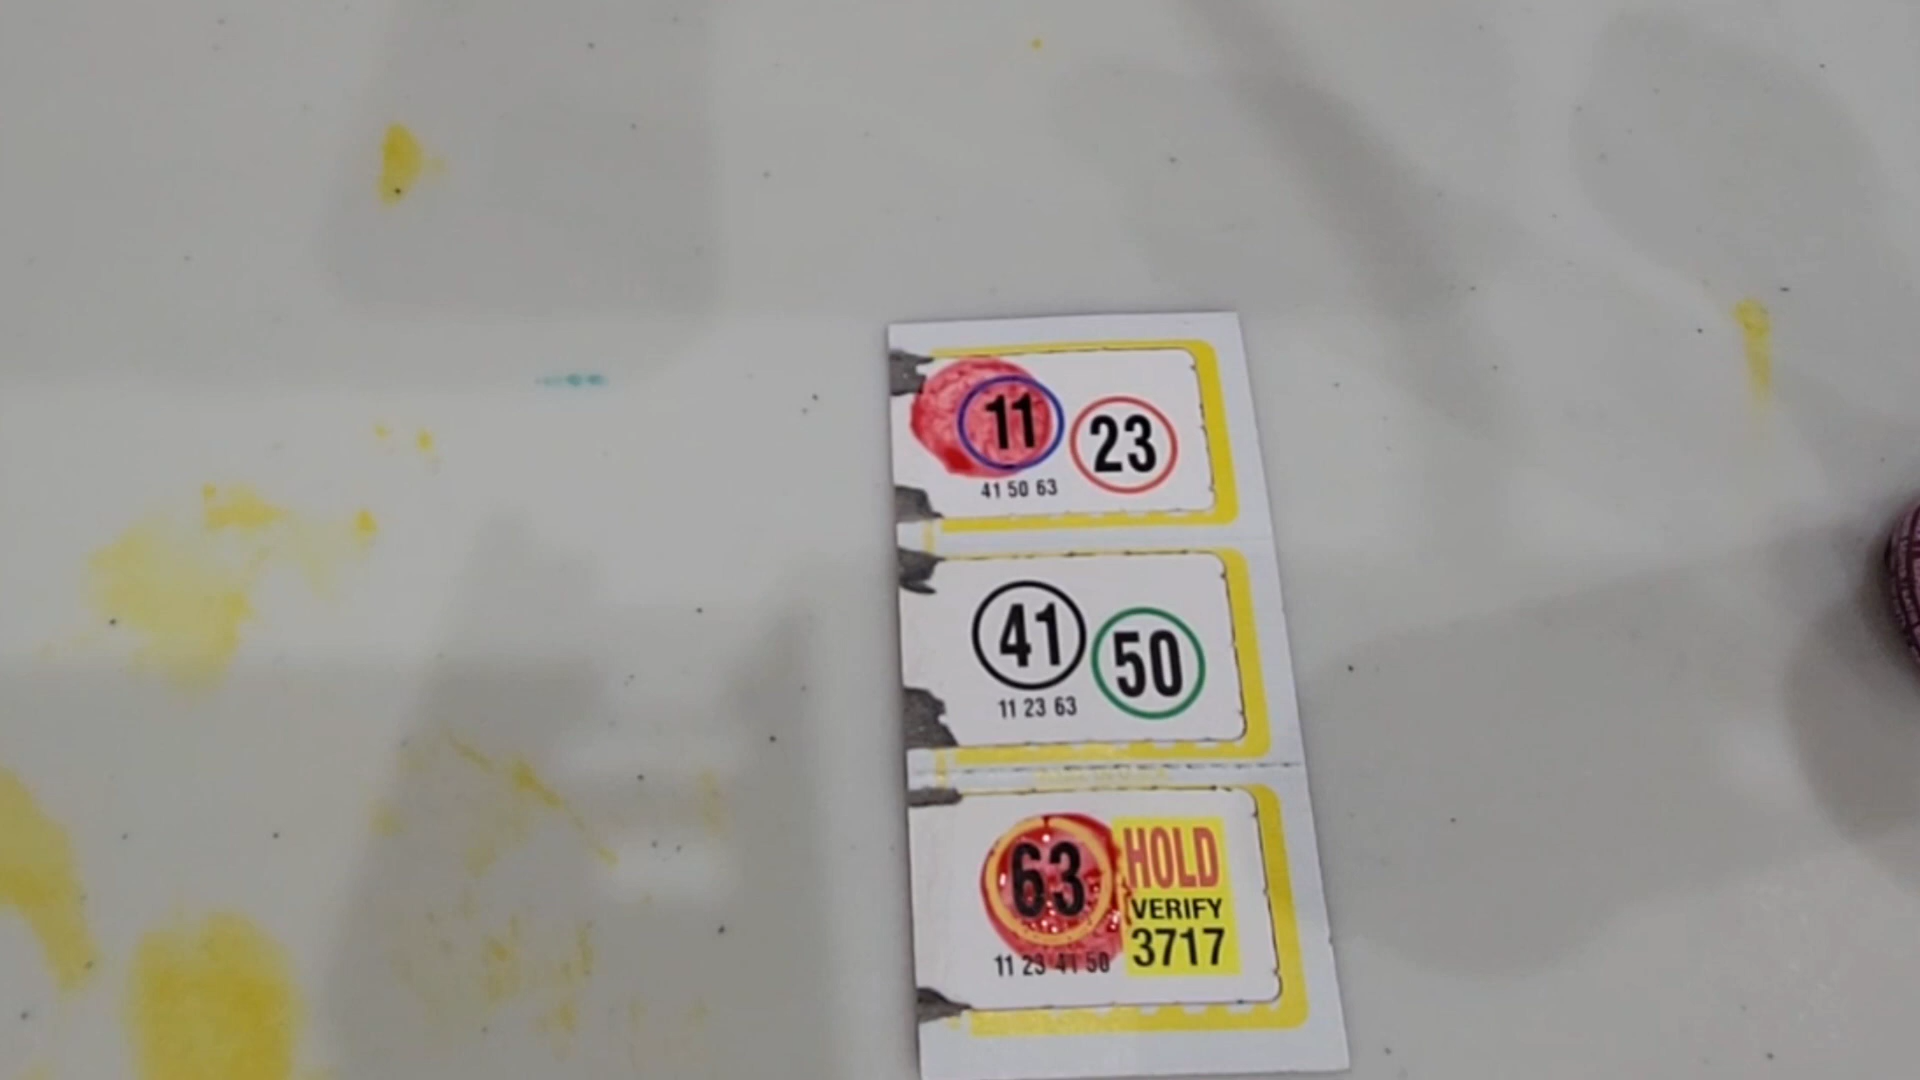 11 23
41 50 63
41 50
11 23 63
63 HOLD
VERIFY
3717
11 23 41 50